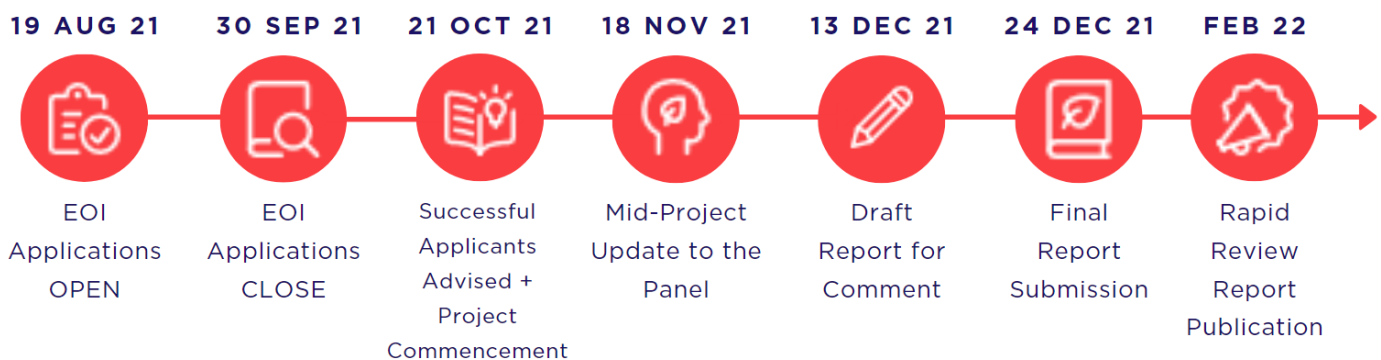 19 AUG 21
30 SEP 21
21 OCT 21
18 NOV 21
13 DEC 21
24 DEC 21
FEB 22
EOI
Applications
OPEN
EOI
Applications
CLOSE
Successful
Applicants
Advised +
Project
Commencement
Mid-Project
Update to the
Panel
Draft
Report for
Comment
Final
Report
Submission
Rapid
Review
Report
Publication